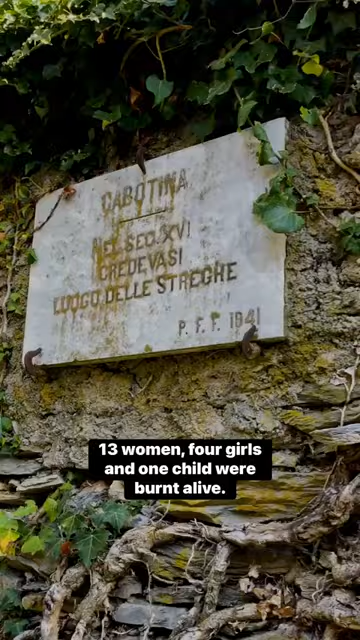 CABOTINA
NEL SEC. XVI
CREDEVASI
LUOGO DELLE STREGHE
P. F. F. 1941
13 women, four girls
and one child were
burnt alive.